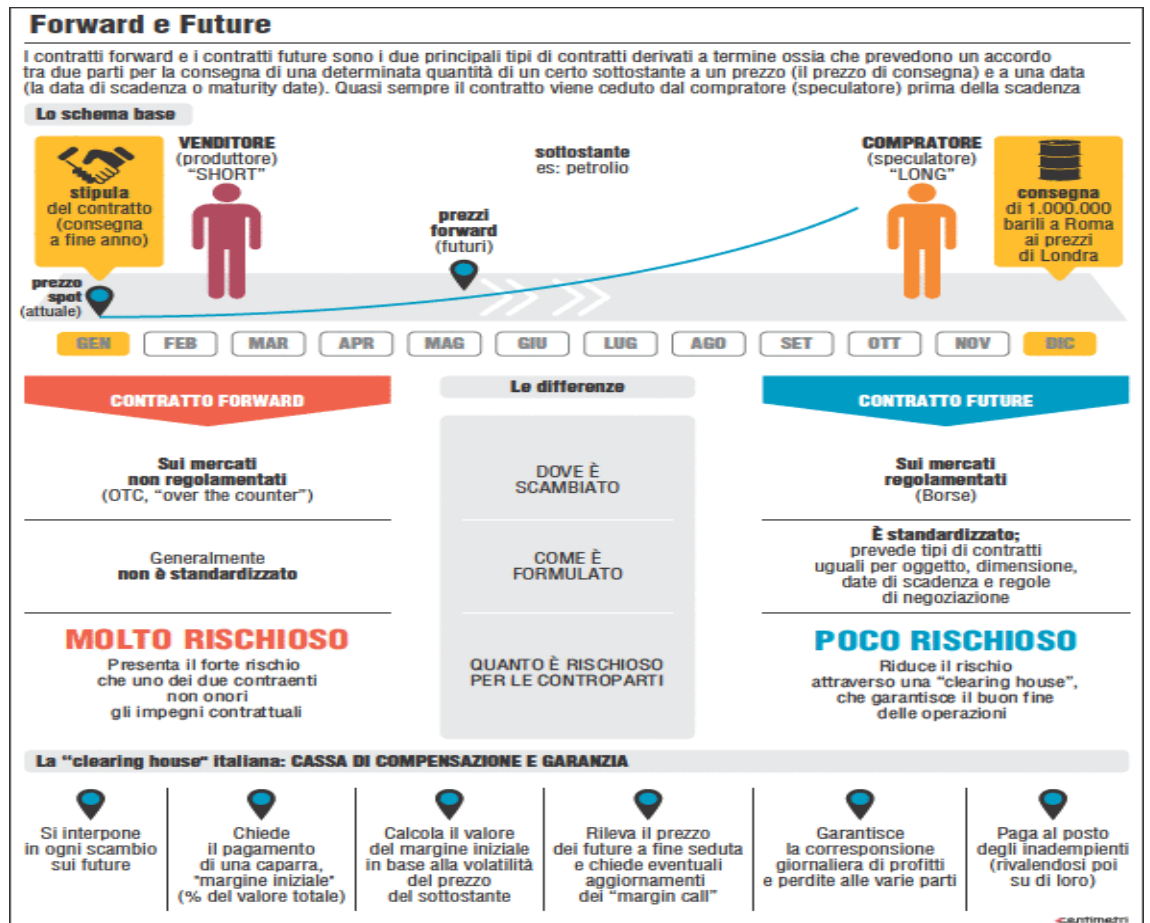 Forward e Future
I contratti forward e i contratti future sono i due principali tipi di contratti derivati a termine ossia che prevedono un accordo
tra due parti per la consegna di una determinata quantità di un certo sottostante a un prezzo (il prezzo di consegna) e a una data
(la data di scadenza o maturity date). Quasi sempre il contratto viene ceduto dal compratore (speculatore) prima della scadenza
Lo schema base
stipula
del contratto
(consegna
a fine anno)
VENDITORE
(produttore)
“SHORT”
sottostante
es: petrolio
COMPRATORE
(speculatore)
“LONG”
consegna
di 1.000.000
barili a Roma
ai prezzi
di Londra
prezzi
forward
(futuri)
prezzo
spot
(attuale)
GEN FEB MAR APR MAG GIU LUG AGO SET OTT NOV DIC
CONTRATTO FORWARD
Le differenze
CONTRATTO FUTURE
Sui mercati
non regolamentati
(OTC, “over the counter”)
DOVE È
SCAMBIATO
Sui mercati
regolamentati
(Borse)
Generalmente
non è standardizzato
COME È
FORMULATO
È standardizzato;
prevede tipi di contratti
uguali per oggetto, dimensione,
date di scadenza e regole
di negoziazione
MOLTO RISCHIOSO
Presenta il forte rischio
che uno dei due contraenti
non onori
gli impegni contrattuali
QUANTO È RISCHIOSO
PER LE CONTROPARTI
POCO RISCHIOSO
Riduce il rischio
attraverso una “clearing house”,
che garantisce il buon fine
delle operazioni
La “clearing house” italiana: CASSA DI COMPENSAZIONE E GARANZIA
Si interpone
in ogni scambio
sui future
Chiede
il pagamento
di una caparra,
"margine iniziale"
(% del valore totale)
Calcola il valore
del margine iniziale
in base alla volatilità
del prezzo
del sottostante
Rileva il prezzo
dei future a fine seduta
e chiede eventuali
aggiornamenti
dei “margin call”
Garantisce
la corresponsione
giornaliera di profitti
e perdite alle varie parti
Paga al posto
degli inadempienti
(rivalendosi poi
su di loro)
centimetri